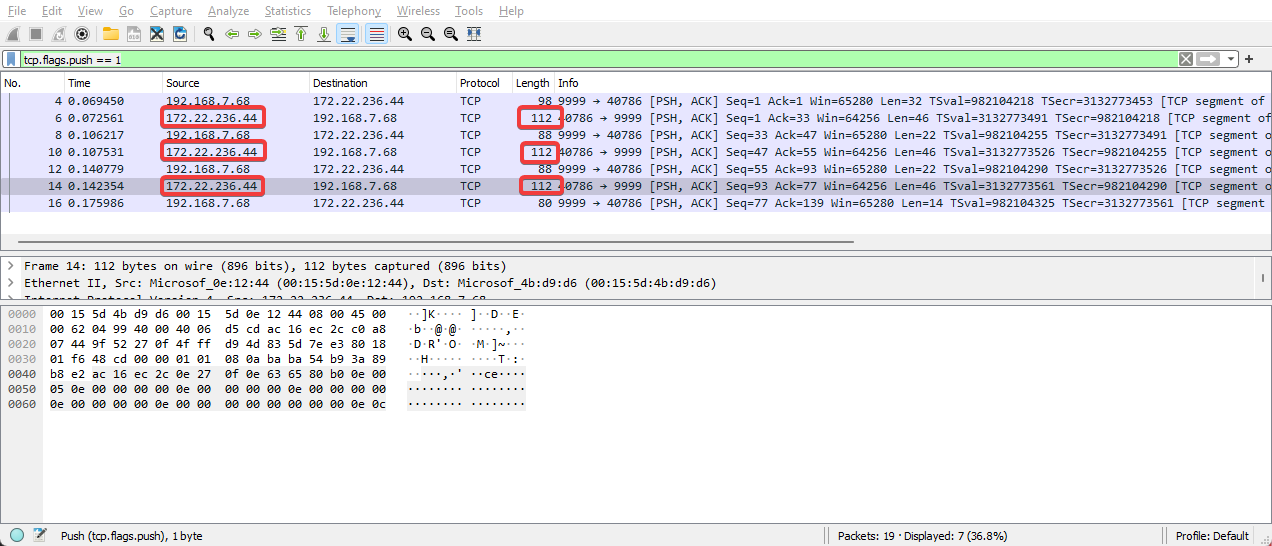 File Edit View Go Capture Analyze Statistics Telephony Wireless Tools Help
tcp.flags.push == 1
No. Time Source Destination Protocol Length Info
4 0.069450 192.168.7.68 172.22.236.44 TCP 98 9999 → 40786 [PSH, ACK] Seq=1 Ack=1 Win=65280 Len=32 TSval=982104218 TSecr=3132773453 [TCP segment of
6 0.072561 172.22.236.44 192.168.7.68 TCP 112 40786 → 9999 [PSH, ACK] Seq=1 Ack=33 Win=64256 Len=46 TSval=3132773491 TSecr=982104218 [TCP segment of
8 0.106217 192.168.7.68 172.22.236.44 TCP 88 9999 → 40786 [PSH, ACK] Seq=33 Ack=47 Win=65280 Len=22 TSval=982104255 TSecr=3132773491 [TCP segment of
10 0.107531 172.22.236.44 192.168.7.68 TCP 112 40786 → 9999 [PSH, ACK] Seq=47 Ack=55 Win=64256 Len=46 TSval=3132773526 TSecr=982104255 [TCP segment o
12 0.140779 192.168.7.68 172.22.236.44 TCP 88 9999 → 40786 [PSH, ACK] Seq=55 Ack=93 Win=65280 Len=22 TSval=982104290 TSecr=3132773526 [TCP segment o
14 0.142354 172.22.236.44 192.168.7.68 TCP 112 40786 → 9999 [PSH, ACK] Seq=93 Ack=77 Win=64256 Len=46 TSval=3132773561 TSecr=982104290 [TCP segment o
16 0.175986 192.168.7.68 172.22.236.44 TCP 80 9999 → 40786 [PSH, ACK] Seq=77 Ack=139 Win=65280 Len=14 TSval=982104325 TSecr=3132773561 [TCP segment
Frame 14: 112 bytes on wire (896 bits), 112 bytes captured (896 bits)
Ethernet II, Src: Microsof_0e:12:44 (00:15:5d:0e:12:44), Dst: Microsof_4b:d9:d6 (00:15:5d:4b:d9:d6)
Internet Protocol Version 4, Src: 172.22.236.44, Dst: 192.168.7.68
0000 00 15 5d 4b d9 d6 00 15 5d 0e 12 44 08 00 45 00 ··]K···· ]··D··E·
0010 00 62 04 99 40 00 40 06 d5 cd ac 16 ec 2c c0 a8 ·b··@·@· ·····,··
0020 07 44 9f 52 27 0f 4f ff d9 4d 83 5d 7e e3 80 18 ·D·R'·O· ·M·]~···
0030 01 f6 48 cd 00 00 01 01 08 0a ba ba 54 b9 3a 89 ··H····· ····T·:·
0040 b8 e2 ac 16 ec 2c 0e 27 0f 0e 63 65 80 b0 0e 00 ·····,·' ··ce····
0050 05 0e 00 00 00 00 0e 00 00 00 00 0e 00 00 00 00 ········ ········
0060 0e 00 00 00 00 0e 00 00 00 00 00 00 00 00 0e 0c ········ ········
Push (tcp.flags.push), 1 byte Packets: 19 · Displayed: 7 (36.8%) Profile: Default